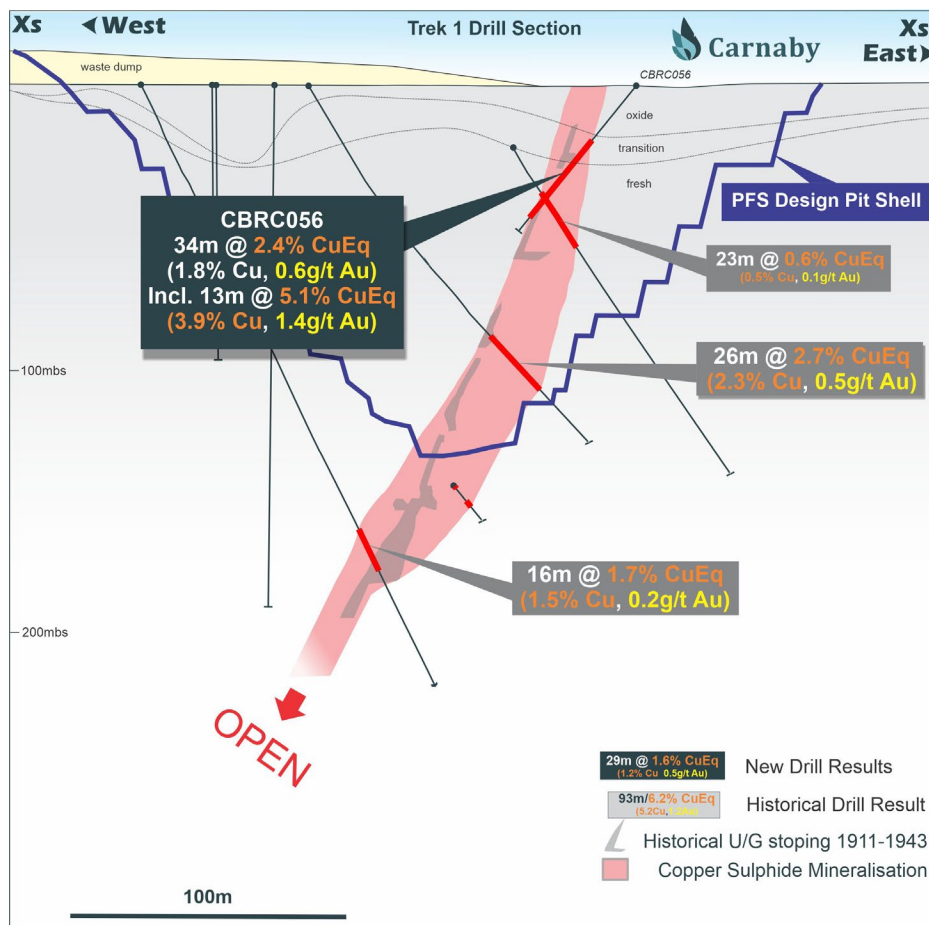 Xs
◄West
Trek 1 Drill Section
Carnaby
Xs
East►
waste dump
CBRC056
oxide
transition
fresh
PFS Design Pit Shell
CBRC056
34m @ 2.4% CuEq
(1.8% Cu, 0.6g/t Au)
Incl. 13m @ 5.1% CuEq
(3.9% Cu, 1.4g/t Au)
23m @ 0.6% CuEq
(0.5% Cu, 0.1g/t Au)
26m @ 2.7% CuEq
(2.3% Cu, 0.5g/t Au)
100mbs
16m @ 1.7% CuEq
(1.5% Cu, 0.2g/t Au)
200mbs
OPEN
29m @ 1.6% CuEq
(1.2% Cu 0.5g/t Au)
New Drill Results
93m/6.2% CuEq
(5.2Cu,
Historical Drill Result
Historical U/G stoping 1911-1943
Copper Sulphide Mineralisation
100m